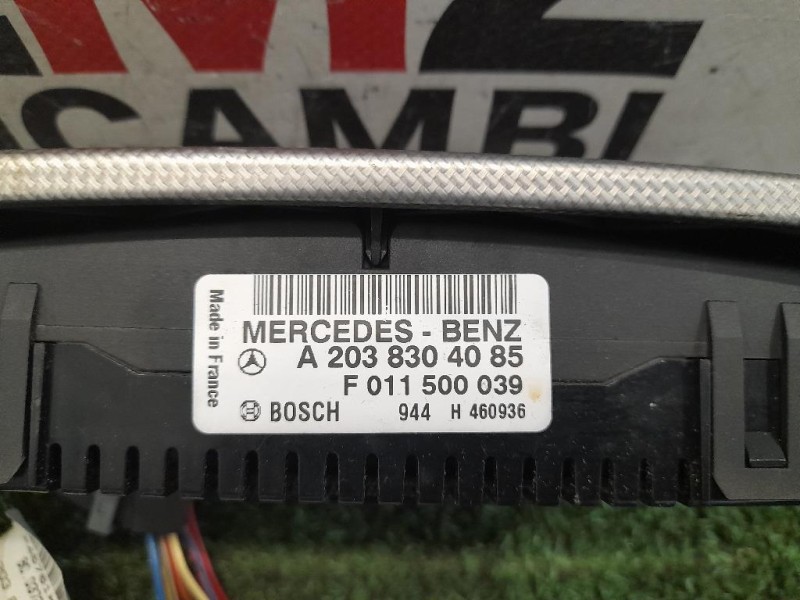 CAMBI
Made in France
MERCEDES - BENZ
A 203 830 40 85
F 011 500 039
BOSCH 944 H 460936